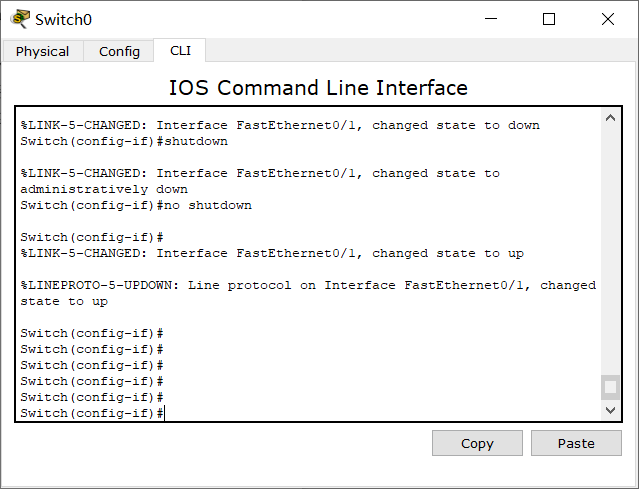 Switch0
Physical Config CLI
IOS Command Line Interface
%LINK-5-CHANGED: Interface FastEthernet0/1, changed state to down
Switch(config-if)#shutdown
%LINK-5-CHANGED: Interface FastEthernet0/1, changed state to
administratively down
Switch(config-if)#no shutdown
Switch(config-if)#
%LINK-5-CHANGED: Interface FastEthernet0/1, changed state to up
%LINEPROTO-5-UPDOWN: Line protocol on Interface FastEthernet0/1, changed
state to up
Switch(config-if)#
Switch(config-if)#
Switch(config-if)#
Switch(config-if)#
Switch(config-if)#
Switch(config-if)#
Copy Paste